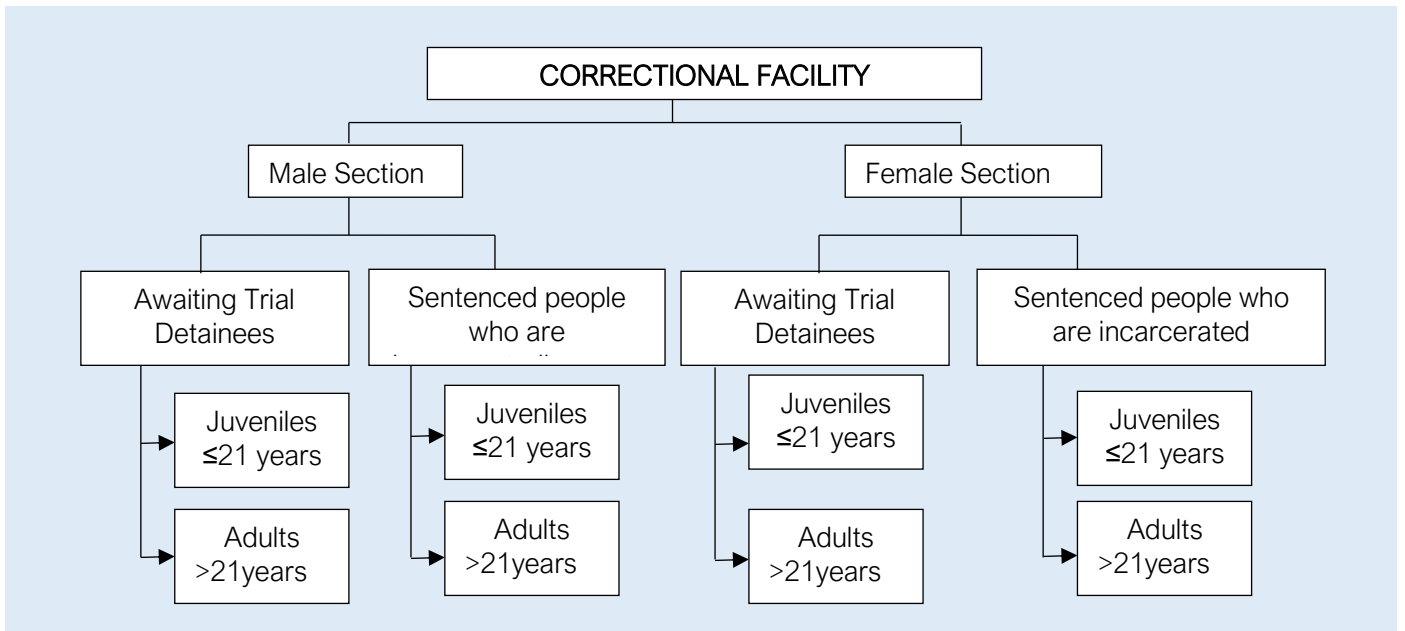 CORRECTIONAL FACILITY
Male Section
Female Section
Awaiting Trial
Detainees
Sentenced people
who are
Awaiting Trial
Detainees
Sentenced people who
are incarcerated
Juveniles
≤21 years
Juveniles
≤21 years
Juveniles
≤21 years
Juveniles
≤21 years
Adults
>21years
Adults
>21years
Adults
>21years
Adults
>21years